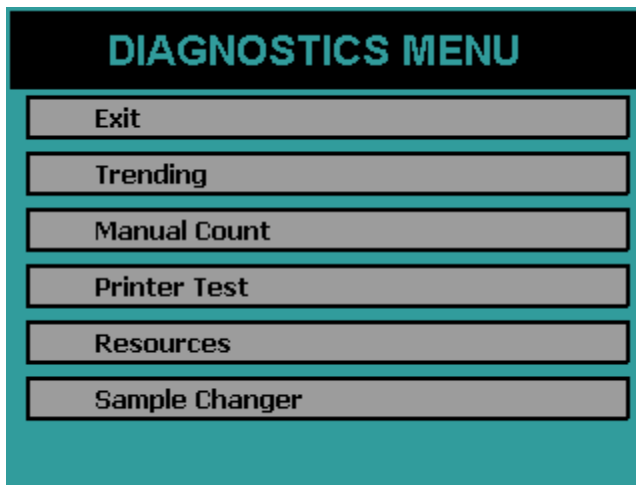 DIAGNOSTICS MENU
Exit
Trending
Manual Count
Printer Test
Resources
Sample Changer